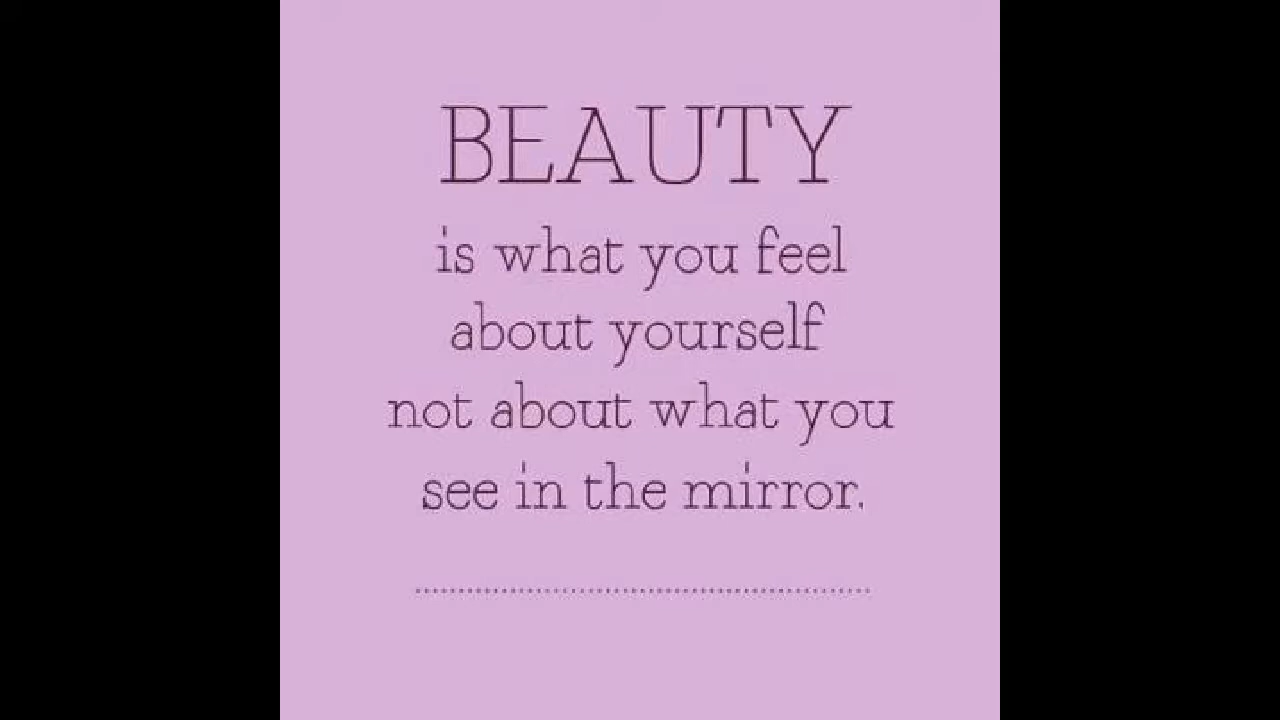 BEAUTY
is what you feel
about yourself
not about what you
see in the mirror.